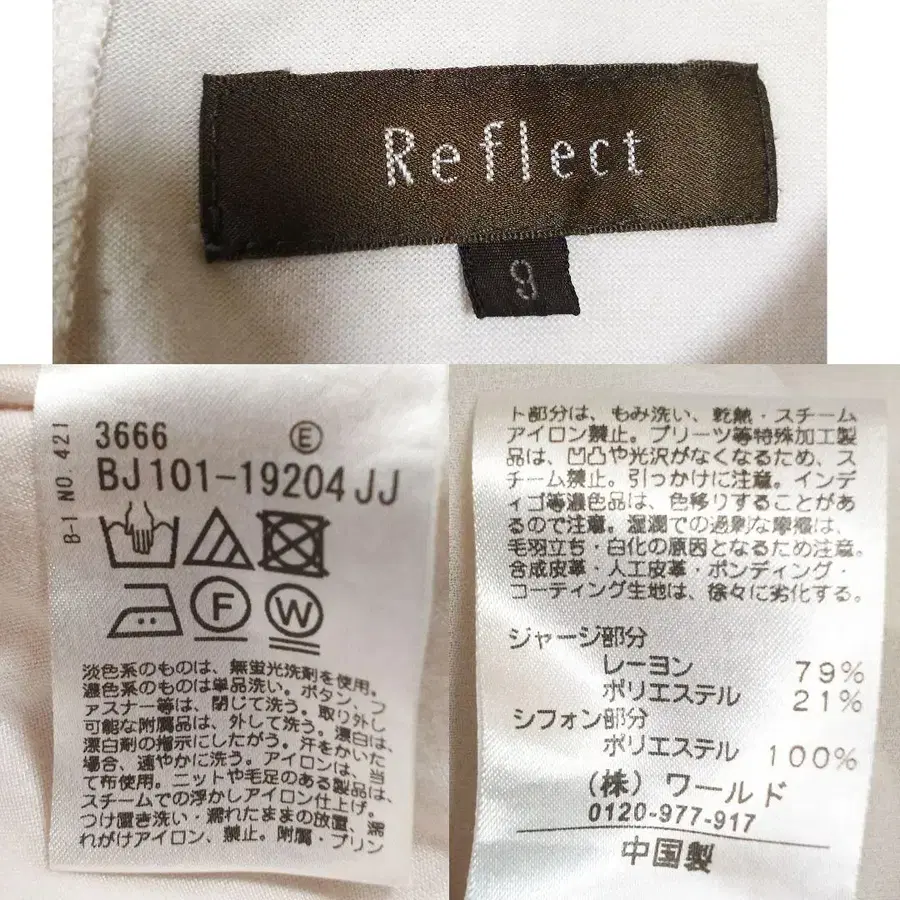 Reflect
9
B-1 NO.421
3666 Ⓔ
BJ101-19204 JJ
F
W
淡色系のものは、無蛍光洗剤を使用。
濃色系のものは単品洗い。ボタン、フ
ァスナー等は、閉じて洗う。取り外し
可能な附属品は、外して洗う。漂白は、
漂白剤の指示にしたがう。汗をかいた
場合、速やかに洗う。アイロンは、当
て布使用。ニットや毛足のある製品は、
スチームでの浮かしアイロン仕上げ。
つけ置き洗い・濡れたままの放置、濡
れがけアイロン、禁止。附属・プリン
ト部分は、もみ洗い、乾熱・スチーム
アイロン禁止。プリーツ等特殊加工製
品は、凹凸や光沢がなくなるため、ス
チーム禁止。引っかけに注意。インデ
ィゴ等濃色品は、色移りすることがあ
るので注意。湿潤での過剰な摩擦は、
毛羽立ち・白化の原因となるため注意。
合成皮革・人工皮革・ボンディング・
コーティング生地は、徐々に劣化する。
ジャージ部分
レーヨン 79%
ポリエステル 21%
シフォン部分
ポリエステル 100%
(株) ワールド
0120-977-917
中国製